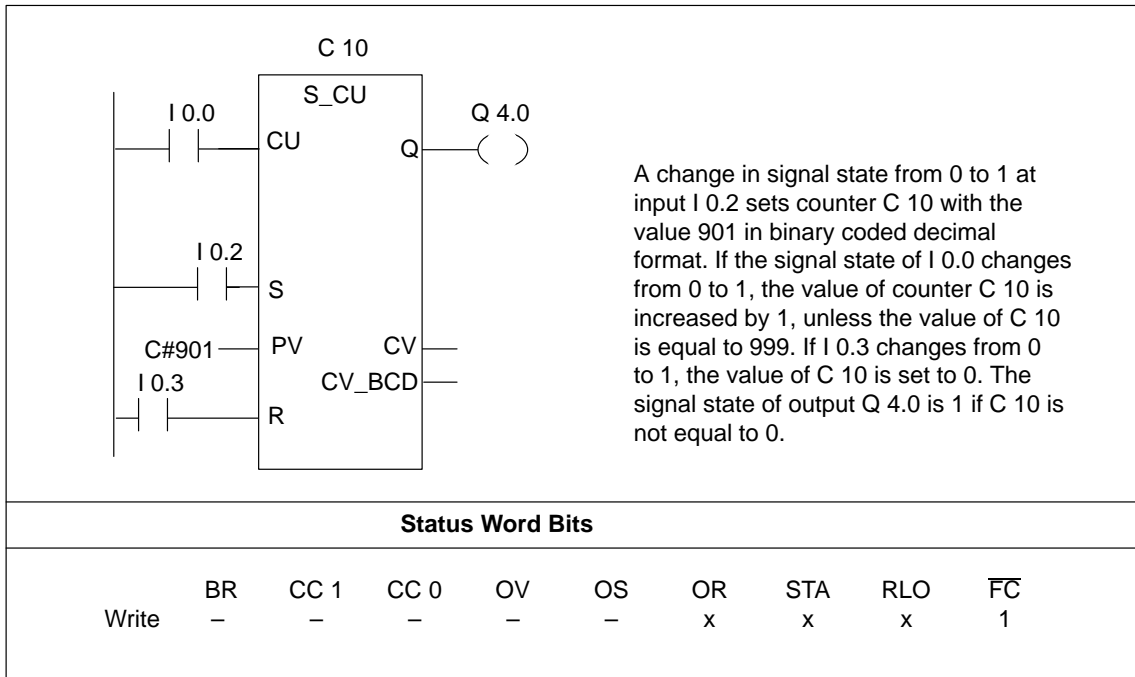 C 10
S_CU
I 0.0
Q 4.0
CU
Q
I 0.2
S
C#901
PV
CV
I 0.3
CV_BCD
R
A change in signal state from 0 to 1 at
input I 0.2 sets counter C 10 with the
value 901 in binary coded decimal
format. If the signal state of I 0.0 changes
from 0 to 1, the value of counter C 10 is
increased by 1, unless the value of C 10
is equal to 999. If I 0.3 changes from 0
to 1, the value of C 10 is set to 0. The
signal state of output Q 4.0 is 1 if C 10 is
not equal to 0.
Status Word Bits
BR CC 1 CC 0 OV OS OR STA RLO F̅C̅
Write – – – – – x x x 1